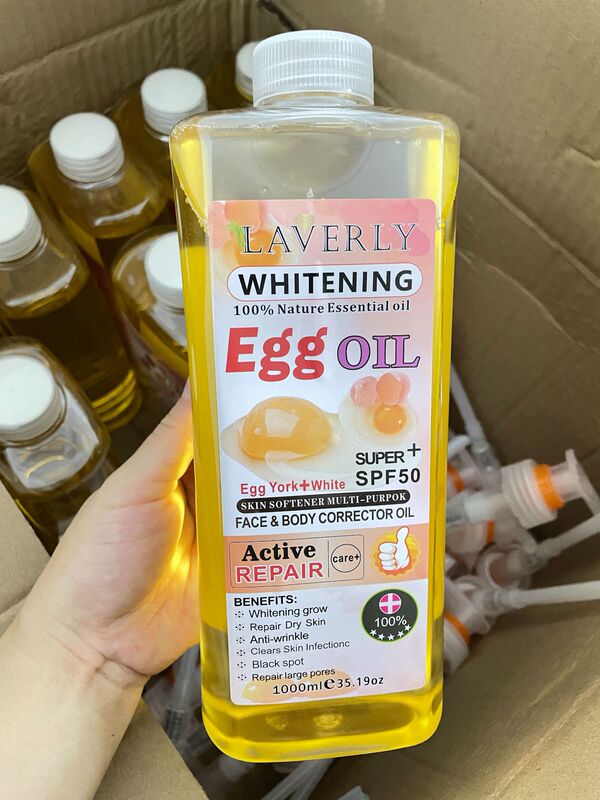 LAVERLY
WHITENING
100% Nature Essential oil
Egg OIL
SUPER+
SPF50
Egg York+White
SKIN SOFTENER MULTI-PURPOK
FACE & BODY CORRECTOR OIL
Active
REPAIR
care+
BENEFITS:
Whitening grow
Repair Dry Skin
Anti-wrinkle
Clears Skin Infectionc
Black spot
Repair large pores
100%
1000ml℮35.19oz